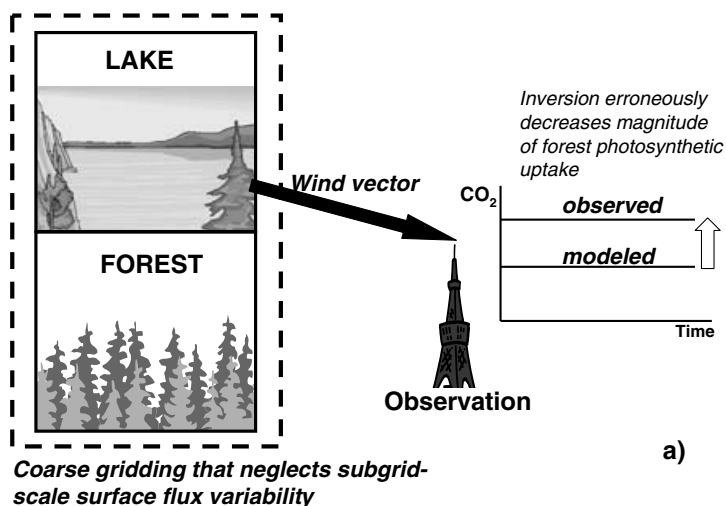 LAKE
FOREST
Wind vector
Observation
Inversion erroneously
decreases magnitude
of forest photosynthetic
uptake
CO2
observed
modeled
Time
Coarse gridding that neglects subgrid-
scale surface flux variability
a)